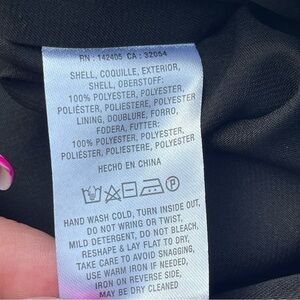 RN : 142405 CA : 32054
SHELL, COQUILLE, EXTERIOR,
SHELL, OBERSTOFF:
100% POLYESTER, POLYESTER,
POLIÉSTER, POLIESTERE, POLYESTER
LINING, DOUBLURE, FORRO,
FODERA, FUTTER:
100% POLYESTER, POLYESTER,
POLIÉSTER, POLIESTERE, POLYESTER
HECHO EN CHINA
P
HAND WASH COLD, TURN INSIDE OUT,
DO NOT WRING OR TWIST,
MILD DETERGENT, DO NOT BLEACH,
RESHAPE & LAY FLAT TO DRY,
TAKE CARE TO AVOID SNAGGING,
USE WARM IRON IF NEEDED,
IRON ON REVERSE SIDE,
MAY BE DRY CLEANED